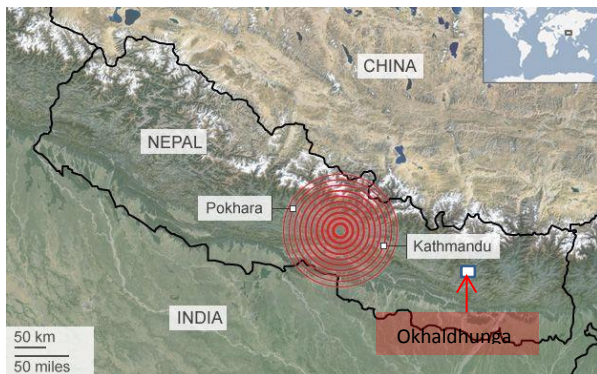 CHINA
NEPAL
Pokhara
Kathmandu
INDIA
Okhaldhunga
50 km
50 miles